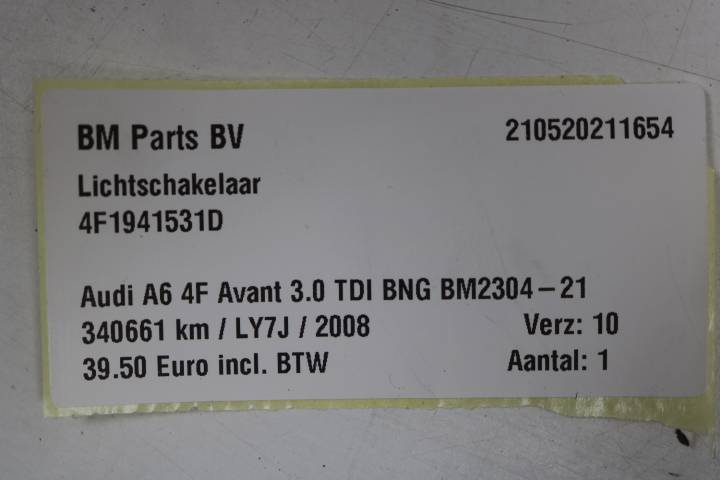 BM Parts BV 210520211654
Lichtschakelaar
4F1941531D
Audi A6 4F Avant 3.0 TDI BNG BM2304-21
340661 km / LY7J / 2008 Verz: 10
39.50 Euro incl. BTW Aantal: 1